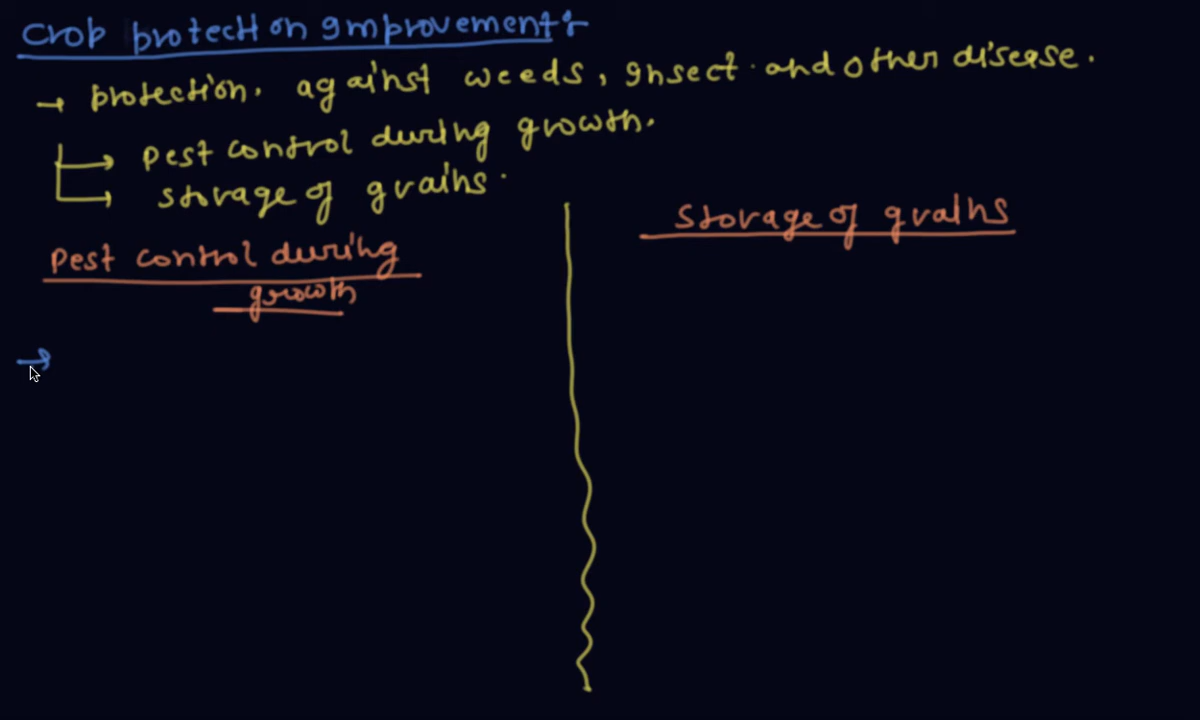 Crop protection improvement:
→ protection. against weeds, insect. and other disease.
→ pest control during growth.
→ storage of grains.
pest control during
growth
→
storage of grains